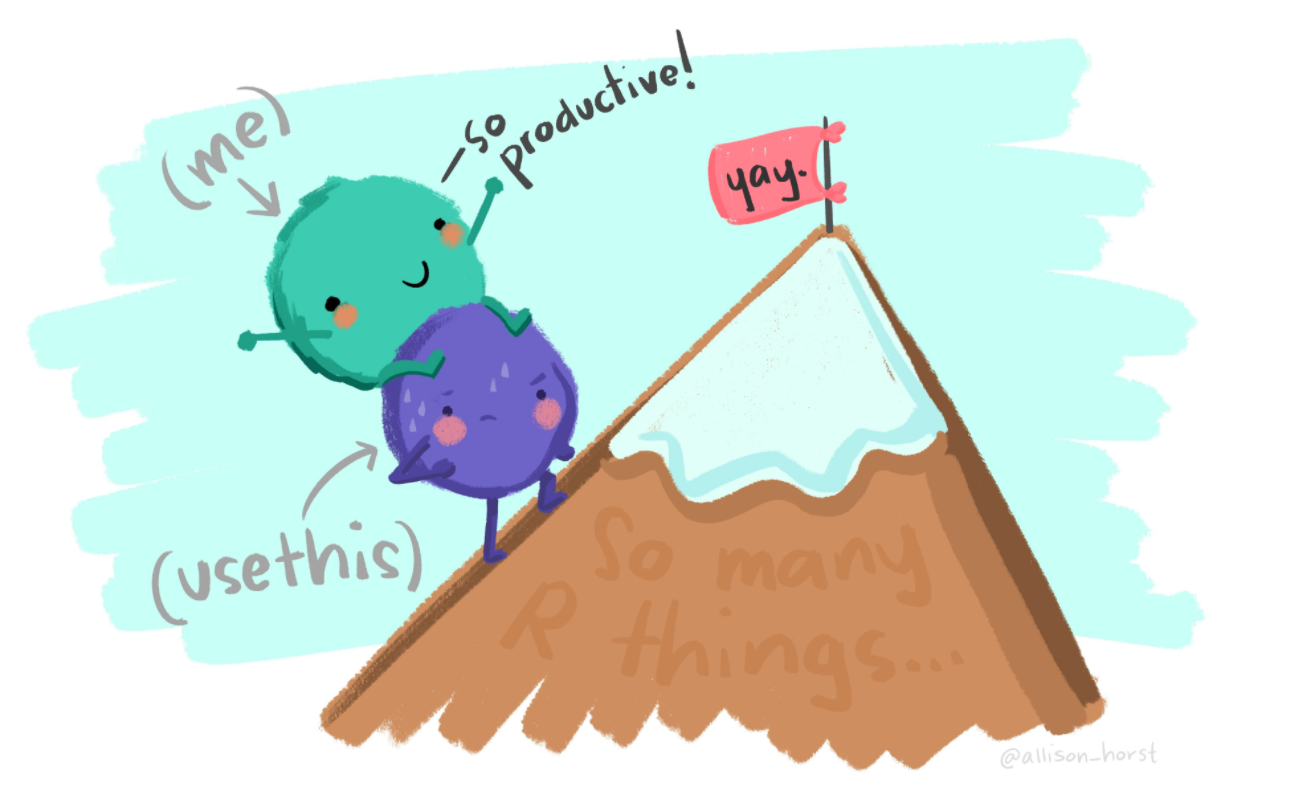 (me)
- so
productive!
yay.
(usethis)
So many
R things...
@allison_horst